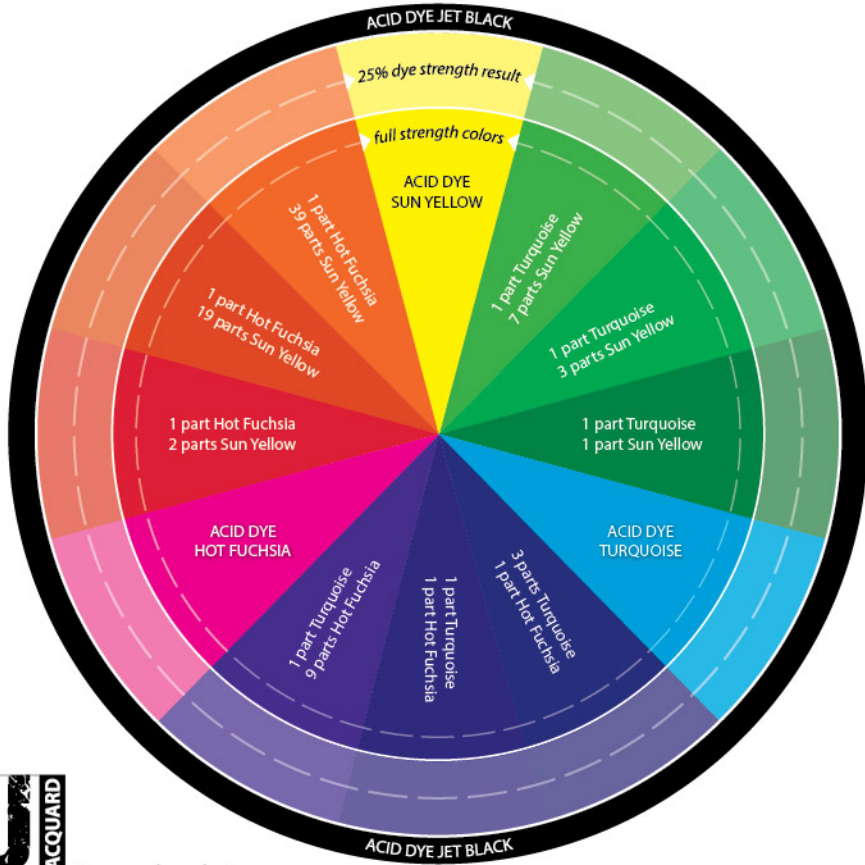 ACID DYE JET BLACK
25% dye strength result
full strength colors
ACID DYE
SUN YELLOW
1 part Turquoise
7 parts Sun Yellow
1 part Turquoise
3 parts Sun Yellow
1 part Turquoise
1 part Sun Yellow
ACID DYE
TURQUOISE
3 parts Turquoise
1 part Hot Fuchsia
1 part Turquoise
1 part Hot Fuchsia
1 part Turquoise
9 parts Hot Fuchsia
ACID DYE
HOT FUCHSIA
1 part Hot Fuchsia
2 parts Sun Yellow
1 part Hot Fuchsia
19 parts Sun Yellow
1 part Hot Fuchsia
39 parts Sun Yellow
ACID DYE JET BLACK
ACQUARD